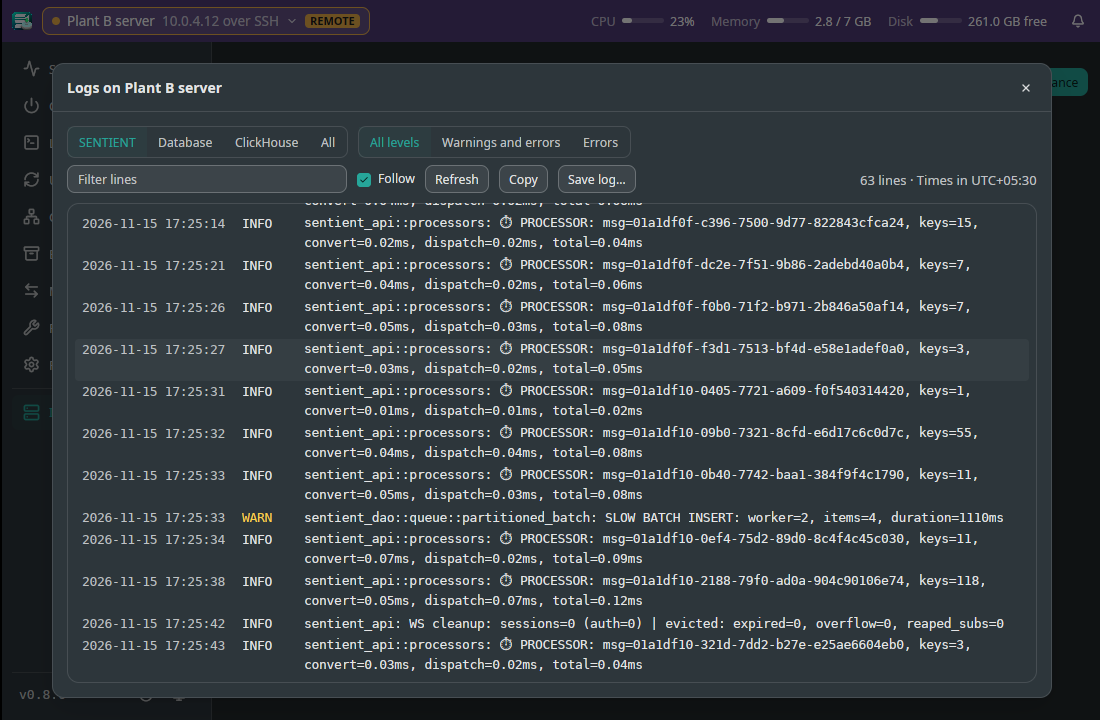 Plant B server 10.0.4.12 over SSH REMOTE CPU 23% Memory 2.8 / 7 GB Disk 261.0 GB free
Logs on Plant B server ×
ance
SENTIENT Database ClickHouse All All levels Warnings and errors Errors
Filter lines Follow Refresh Copy Save log... 63 lines · Times in UTC+05:30
2026-11-15 17:25:14 INFO sentient_api::processors: ⏱ PROCESSOR: msg=01a1df0f-c396-7500-9d77-822843cfca24, keys=15,
convert=0.02ms, dispatch=0.02ms, total=0.04ms
2026-11-15 17:25:21 INFO sentient_api::processors: ⏱ PROCESSOR: msg=01a1df0f-dc2e-7f51-9b86-2adebd40a0b4, keys=7,
convert=0.04ms, dispatch=0.02ms, total=0.06ms
2026-11-15 17:25:26 INFO sentient_api::processors: ⏱ PROCESSOR: msg=01a1df0f-f0b0-71f2-b971-2b846a50af14, keys=7,
convert=0.05ms, dispatch=0.03ms, total=0.08ms
2026-11-15 17:25:27 INFO sentient_api::processors: ⏱ PROCESSOR: msg=01a1df0f-f3d1-7513-bf4d-e58e1adef0a0, keys=3,
convert=0.03ms, dispatch=0.02ms, total=0.05ms
2026-11-15 17:25:31 INFO sentient_api::processors: ⏱ PROCESSOR: msg=01a1df10-0405-7721-a609-f0f540314420, keys=1,
convert=0.01ms, dispatch=0.01ms, total=0.02ms
2026-11-15 17:25:32 INFO sentient_api::processors: ⏱ PROCESSOR: msg=01a1df10-09b0-7321-8cfd-e6d17c6c0d7c, keys=55,
convert=0.04ms, dispatch=0.04ms, total=0.08ms
2026-11-15 17:25:33 INFO sentient_api::processors: ⏱ PROCESSOR: msg=01a1df10-0b40-7742-baa1-384f9f4c1790, keys=11,
convert=0.05ms, dispatch=0.03ms, total=0.08ms
2026-11-15 17:25:33 WARN sentient_dao::queue::partitioned_batch: SLOW BATCH INSERT: worker=2, items=4, duration=1110ms
2026-11-15 17:25:34 INFO sentient_api::processors: ⏱ PROCESSOR: msg=01a1df10-0ef4-75d2-89d0-8c4f4c45c030, keys=11,
convert=0.07ms, dispatch=0.02ms, total=0.09ms
2026-11-15 17:25:38 INFO sentient_api::processors: ⏱ PROCESSOR: msg=01a1df10-2188-79f0-ad0a-904c90106e74, keys=118,
convert=0.05ms, dispatch=0.07ms, total=0.12ms
2026-11-15 17:25:42 INFO sentient_api: WS cleanup: sessions=0 (auth=0) | evicted: expired=0, overflow=0, reaped_subs=0
2026-11-15 17:25:43 INFO sentient_api::processors: ⏱ PROCESSOR: msg=01a1df10-321d-7dd2-b27e-e25ae6604eb0, keys=3,
convert=0.03ms, dispatch=0.02ms, total=0.04ms
v0.8.